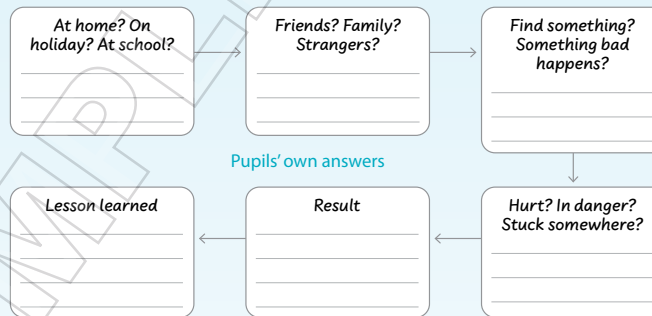 At home? On
holiday? At school?
Friends? Family?
Strangers?
Find something?
Something bad
happens?
Pupils' own answers
Hurt? In danger?
Stuck somewhere?
Result
Lesson learned
MPL